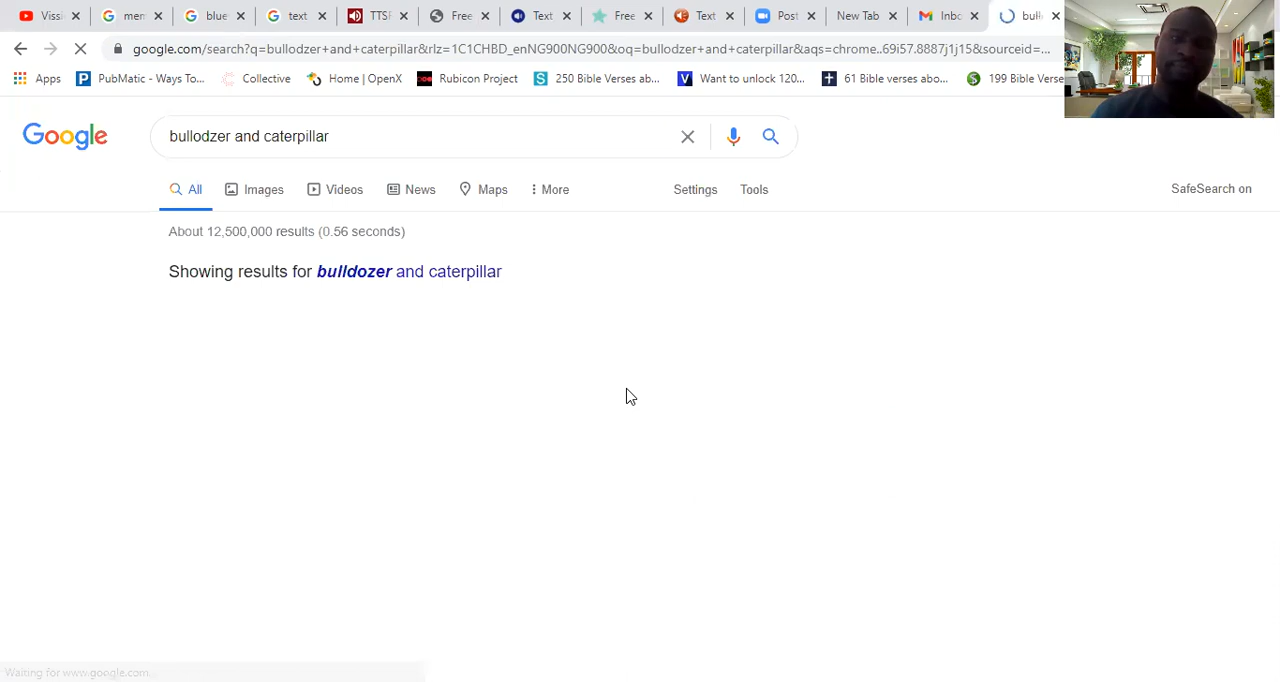 Vissi
men
blue
text
TTSF
Free
Text
Free
Text
Post
New Tab
Inbc
bull
google.com/search?q=bullodzer+and+caterpillar&rlz=1C1CHBD_enNG900NG900&oq=bullodzer+and+caterpillar&aqs=chrome..69i57.8887j1j15&sourceid=...
Apps
PubMatic - Ways To...
Collective
Home | OpenX
Rubicon Project
250 Bible Verses ab...
Want to unlock 120...
61 Bible verses abo...
199 Bible Verse
Google
bullodzer and caterpillar
All
Images
Videos
News
Maps
More
Settings
Tools
SafeSearch on
About 12,500,000 results (0.56 seconds)
Showing results for bulldozer and caterpillar
Waiting for www.google.com...